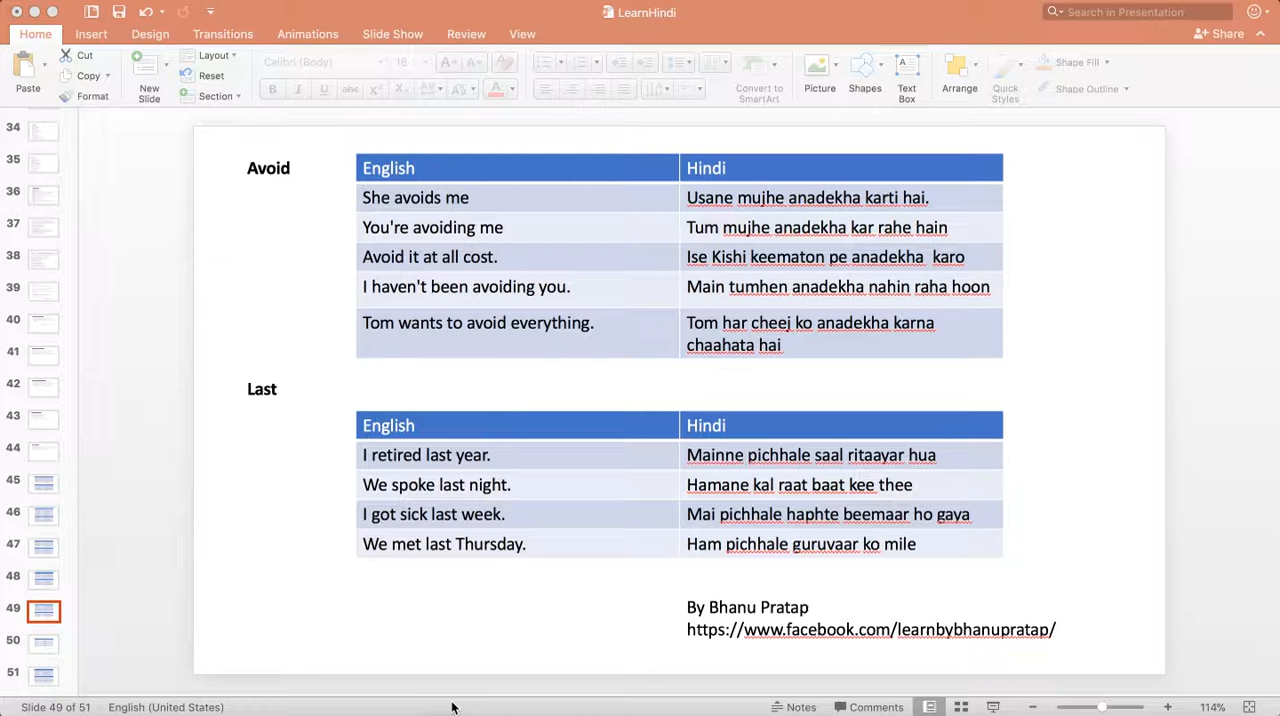 LearnHindi
Search in Presentation
Home Insert Design Transitions Animations Slide Show Review View Share
Paste Cut Copy Format New Slide Layout Reset Section Calibri (Body) 18 Convert to SmartArt Picture Shapes Text Box Arrange Quick Styles Shape Fill Shape Outline
34
35
36
37
38
39
40
41
42
43
44
45
46
47
48
49
50
51
Avoid
English Hindi
She avoids me Usane mujhe anadekha karti hai.
You're avoiding me Tum mujhe anadekha kar rahe hain
Avoid it at all cost. Ise Kishi keematon pe anadekha karo
I haven't been avoiding you. Main tumhen anadekha nahin raha hoon
Tom wants to avoid everything. Tom har cheej ko anadekha karna
chaahata hai
Last
English Hindi
I retired last year. Mainne pichhale saal ritaayar hua
We spoke last night. Hamane kal raat baat kee thee
I got sick last week. Mai pichhale haphte beemaar ho gaya
We met last Thursday. Ham pichhale guruvaar ko mile
By Bhanu Pratap
https://www.facebook.com/learnbybhanupratap/
Slide 49 of 51 English (United States) Notes Comments 114%